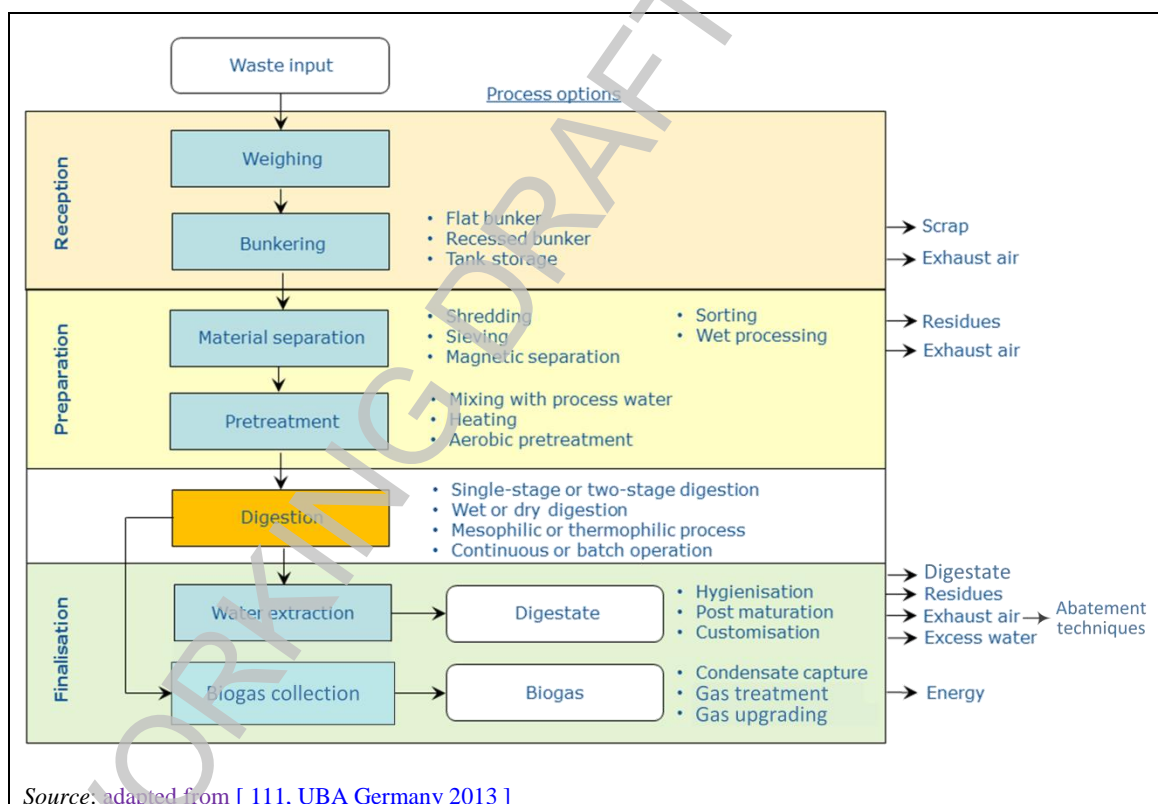 Waste input
Process options
Reception
Weighing
Bunkering
• Flat bunker
• Recessed bunker
• Tank storage
Scrap
Exhaust air
Preparation
Material separation
• Shredding
• Sieving
• Magnetic separation
• Sorting
• Wet processing
Residues
Exhaust air
Pretreatment
• Mixing with process water
• Heating
• Aerobic pretreatment
Digestion
• Single-stage or two-stage digestion
• Wet or dry digestion
• Mesophilic or thermophilic process
• Continuous or batch operation
Finalisation
Water extraction
Digestate
• Hygienisation
• Post maturation
• Customisation
Digestate
Residues
Exhaust air
Excess water
Abatement
techniques
Biogas collection
Biogas
• Condensate capture
• Gas treatment
• Gas upgrading
Energy
Source: adapted from [ 111, UBA Germany 2013 ]
ORKING DRAFT